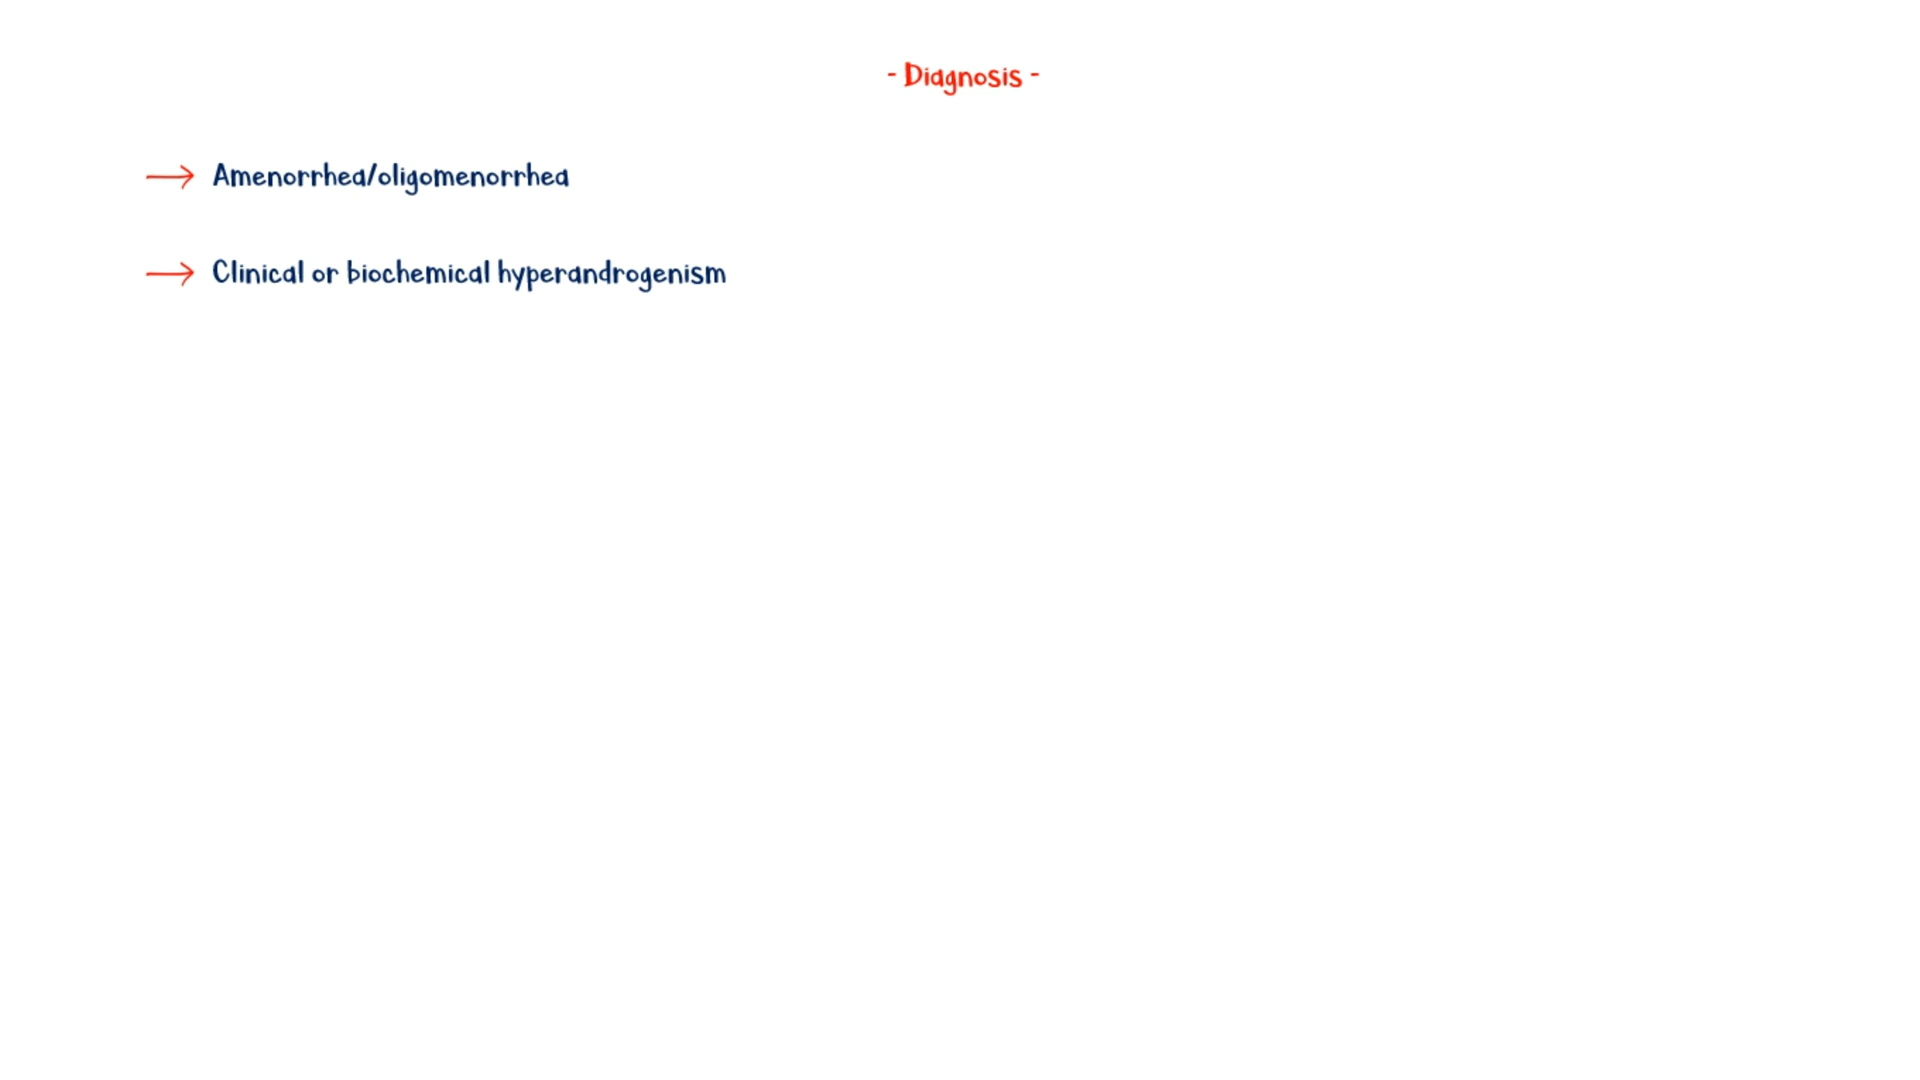 - Diagnosis -
→ Amenorrhea/oligomenorrhea
→ Clinical or biochemical hyperandrogenism